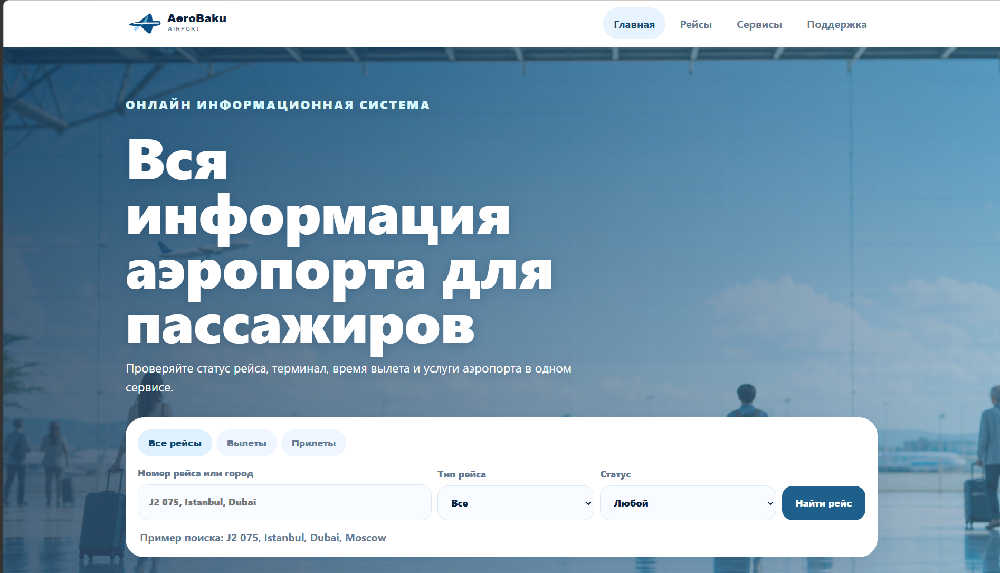 AeroBaku
AIRPORT
Главная
Рейсы
Сервисы
Поддержка
ОНЛАЙН ИНФОРМАЦИОННАЯ СИСТЕМА
Вся
информация
аэропорта для
пассажиров
Проверяйте статус рейса, терминал, время вылета и услуги аэропорта в одном
сервисе.
Все рейсы
Вылеты
Прилеты
Номер рейса или город
Тип рейса
Статус
J2 075, Istanbul, Dubai
Все
Любой
Найти рейс
Пример поиска: J2 075, Istanbul, Dubai, Moscow